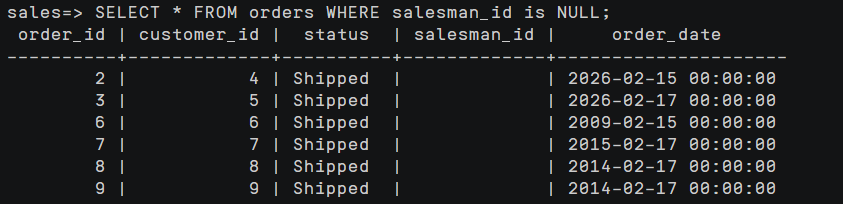 sales=> SELECT * FROM orders WHERE salesman_id is NULL;
 order_id | customer_id |  status  | salesman_id |     order_date
----------+-------------+----------+-------------+---------------------
        2 |           4 | Shipped  |             | 2026-02-15 00:00:00
        3 |           5 | Shipped  |             | 2026-02-17 00:00:00
        6 |           6 | Shipped  |             | 2009-02-15 00:00:00
        7 |           7 | Shipped  |             | 2015-02-17 00:00:00
        8 |           8 | Shipped  |             | 2014-02-17 00:00:00
        9 |           9 | Shipped  |             | 2014-02-17 00:00:00